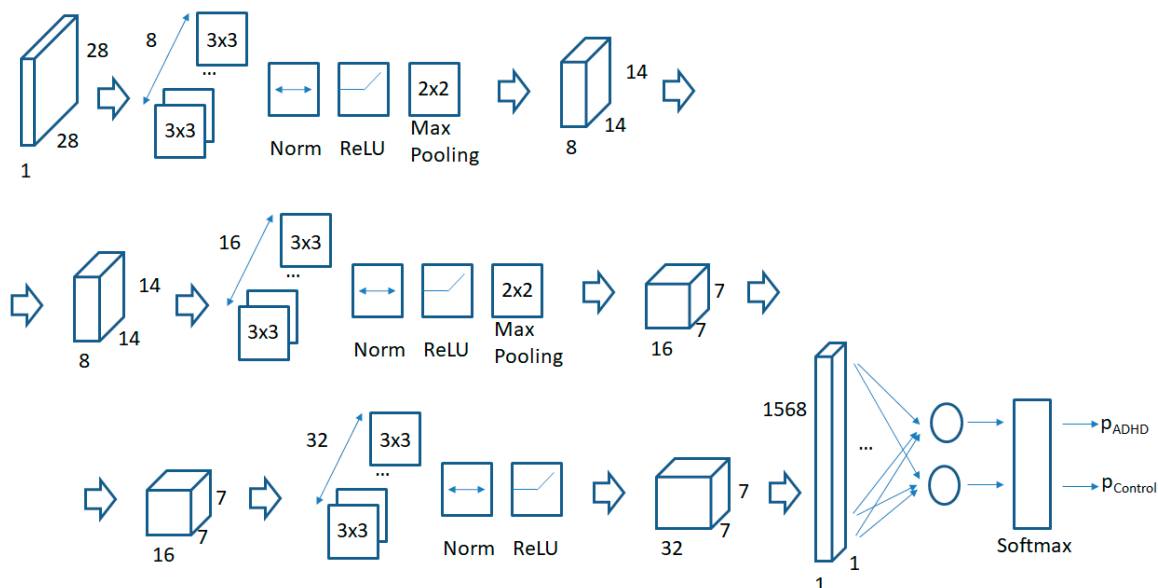 28
28
1
8
3x3
...
3x3
Norm
ReLU
2x2
Max
Pooling
14
14
8
14
14
8
16
3x3
...
3x3
Norm
ReLU
2x2
Max
Pooling
7
7
16
7
7
16
32
3x3
...
3x3
Norm
ReLU
7
7
32
1568
1
1
...
Softmax
pADHD
pControl